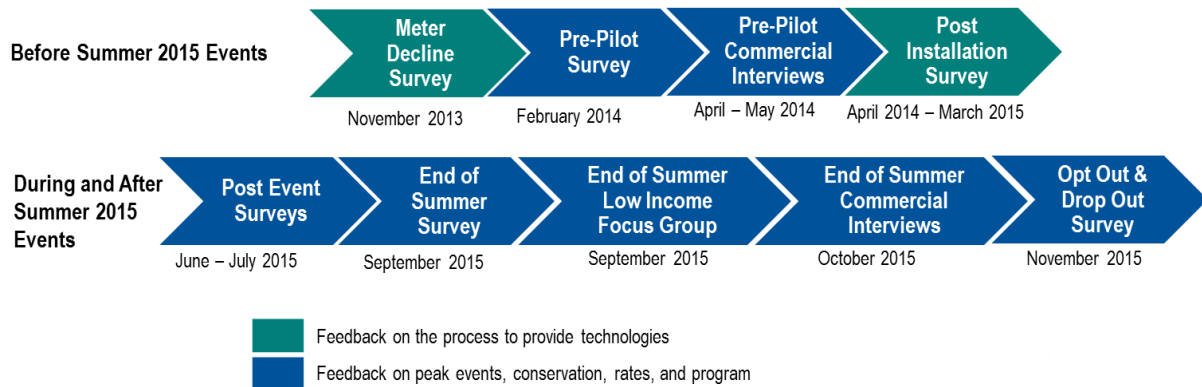 Before Summer 2015 Events
Meter
Decline
Survey
November 2013
Pre-Pilot
Survey
February 2014
Pre-Pilot
Commercial
Interviews
April – May 2014
Post
Installation
Survey
April 2014 – March 2015
During and After
Summer 2015
Events
Post Event
Surveys
June – July 2015
End of
Summer
Survey
September 2015
End of Summer
Low Income
Focus Group
September 2015
End of Summer
Commercial
Interviews
October 2015
Opt Out &
Drop Out
Survey
November 2015
Feedback on the process to provide technologies
Feedback on peak events, conservation, rates, and program